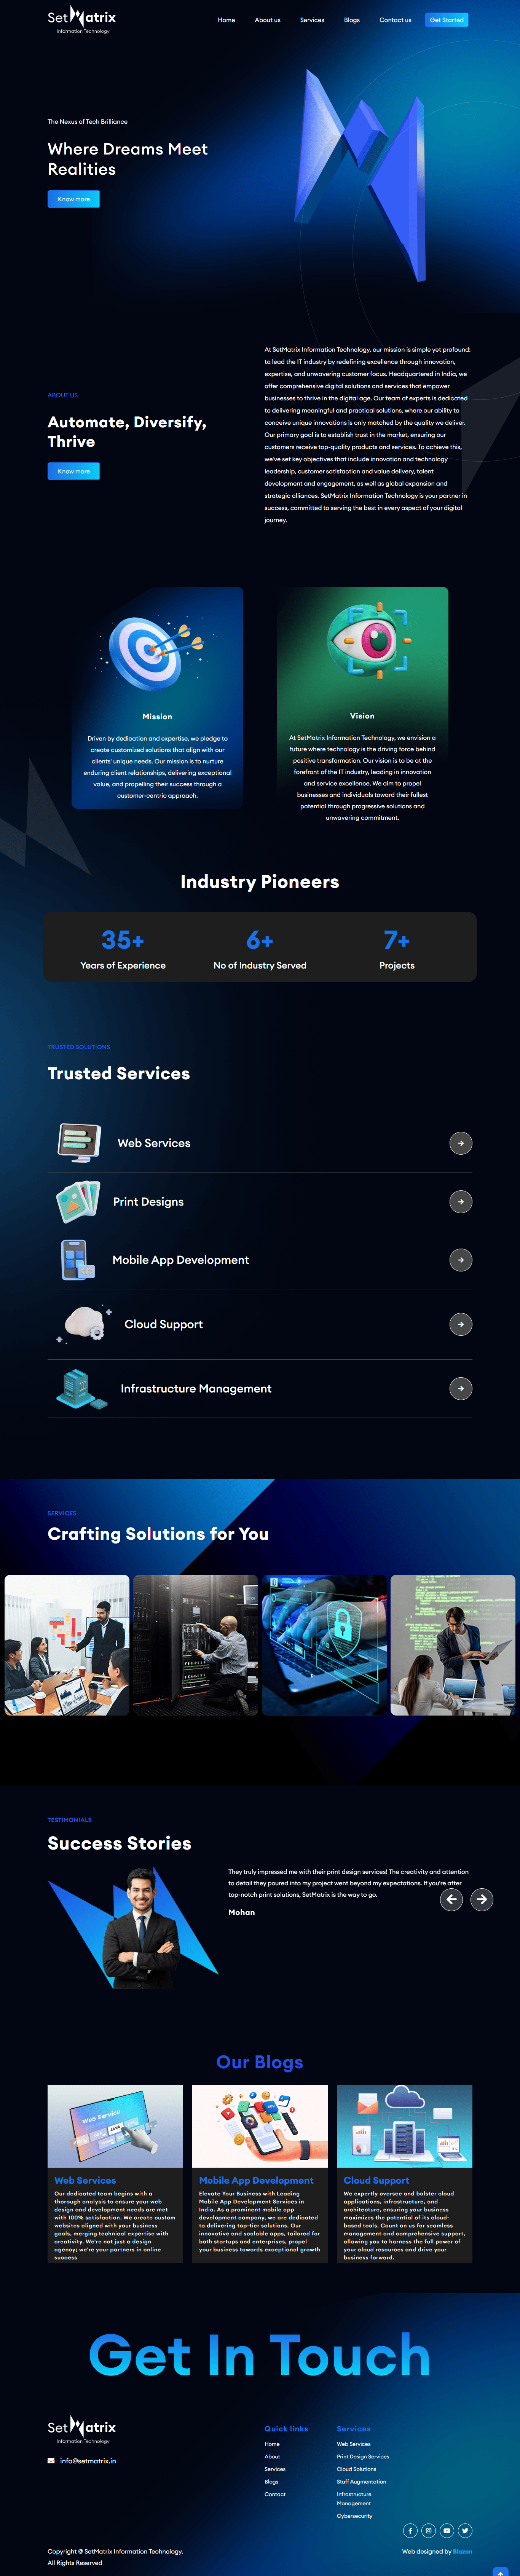 SetMatrix
Information Technology
Home
About us
Services
Blogs
Contact us
Get Started
The Nexus of Tech Brilliance
Where Dreams Meet
Realities
Know more
At SetMatrix Information Technology, our mission is simple yet profound:
to lead the IT industry by redefining excellence through innovation,
expertise, and unwavering customer focus. Headquartered in India, we
offer comprehensive digital solutions and services that empower
businesses to thrive in the digital age. Our team of experts is dedicated
to delivering meaningful and practical solutions, where our ability to
conceive unique innovations is only matched by the quality we deliver.
Our primary goal is to establish trust in the market, ensuring our
customers receive top-quality products and services. To achieve this,
we've set key objectives that include innovation and technology
leadership, customer satisfaction and value delivery, talent
development and engagement, as well as global expansion and
strategic alliances. SetMatrix Information Technology is your partner in
success, committed to serving the best in every aspect of your digital
journey.
ABOUT US
Automate, Diversify,
Thrive
Know more
Mission
Driven by dedication and expertise, we pledge to
create customized solutions that align with our
clients' unique needs. Our mission is to nurture
enduring client relationships, delivering exceptional
value, and propelling their success through a
customer-centric approach.
Vision
At SetMatrix Information Technology, we envision a
future where technology is the driving force behind
positive transformation. Our vision is to be at the
forefront of the IT industry, leading in innovation
and service excellence. We aim to propel
businesses and individuals toward their fullest
potential through progressive solutions and
unwavering commitment.
Industry Pioneers
35+
Years of Experience
6+
No of Industry Served
7+
Projects
TRUSTED SOLUTIONS
Trusted Services
Web Services
Print Designs
Mobile App Development
Cloud Support
Infrastructure Management
SERVICES
Crafting Solutions for You
TESTIMONIALS
Success Stories
They truly impressed me with their print design services! The creativity and attention
to detail they poured into my project went beyond my expectations. If you're after
top-notch print solutions, SetMatrix is the way to go.
Mohan
Our Blogs
Web Service
Web Services
Our dedicated team begins with a
thorough analysis to ensure your web
design and development needs are met
with 100% satisfaction. We create custom
websites aligned with your business
goals, merging technical expertise with
creativity. We're not just a design
agency; we're your partners in online
success
Mobile App Development
Elevate Your Business with Leading
Mobile App Development Services in
India. As a prominent mobile app
development company, we are dedicated
to delivering top-tier solutions. Our
innovative and scalable apps, tailored for
both startups and enterprises, propel
your business towards exceptional growth
Cloud Support
We expertly oversee and bolster cloud
applications, infrastructure, and
architecture, ensuring your business
maximizes the potential of its cloud-
based tools. Count on us for seamless
management and comprehensive support,
allowing you to harness the full power of
your cloud resources and drive your
business forward.
Get In Touch
SetMatrix
Information Technology
info@setmatrix.in
Quick links
Home
About
Services
Blogs
Contact
Services
Web Services
Print Design Services
Cloud Solutions
Staff Augmentation
Infrastructure
Management
Cybersecurity
Copyright @ SetMatrix Information Technology.
All Rights Reserved
Web designed by Blazon